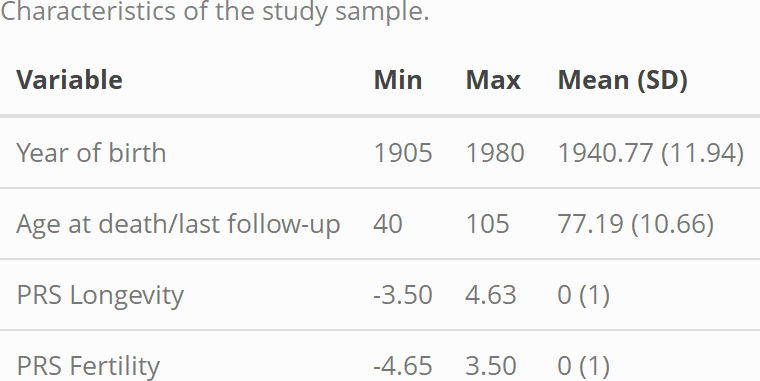 Characteristics of the study sample.
Variable Min Max Mean (SD)
Year of birth 1905 1980 1940.77 (11.94)
Age at death/last follow-up 40 105 77.19 (10.66)
PRS Longevity -3.50 4.63 0 (1)
PRS Fertility -4.65 3.50 0 (1)